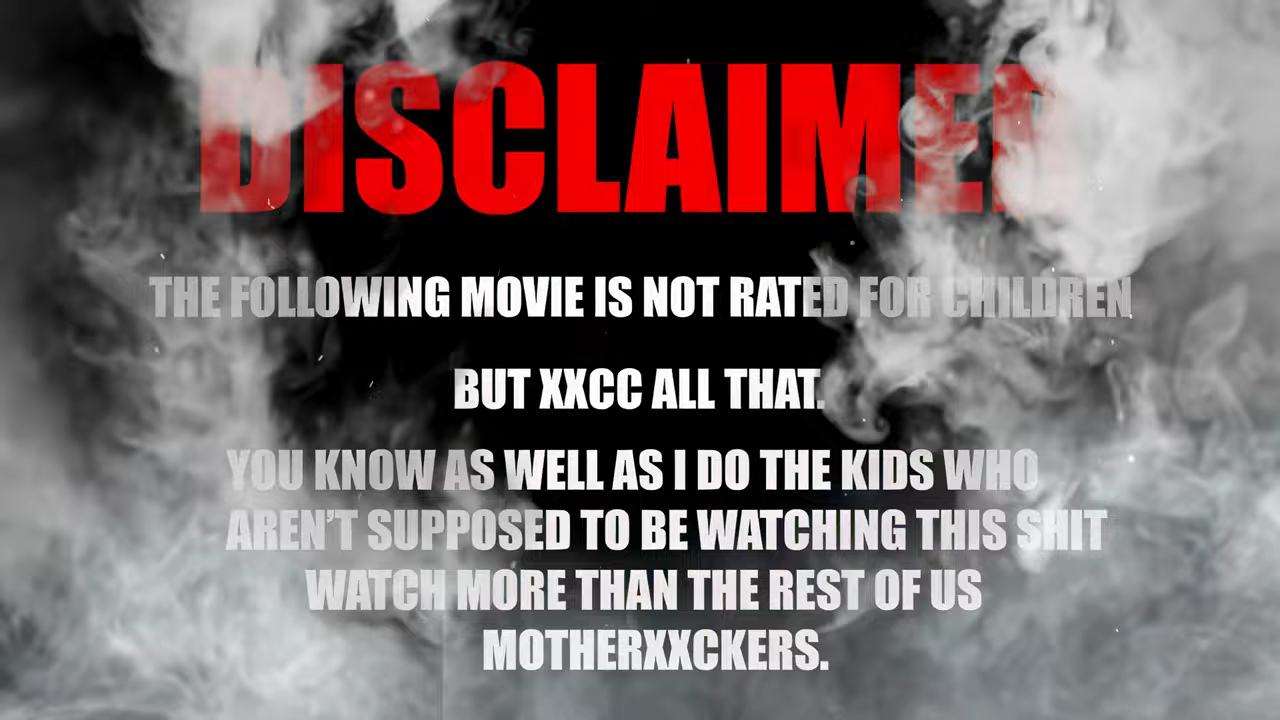 DISCLAIMER
THE FOLLOWING MOVIE IS NOT RATED FOR CHILDREN
BUT XXCC ALL THAT.
YOU KNOW AS WELL AS I DO THE KIDS WHO
AREN'T SUPPOSED TO BE WATCHING THIS SHIT
WATCH MORE THAN THE REST OF US
MOTHERXXCKERS.